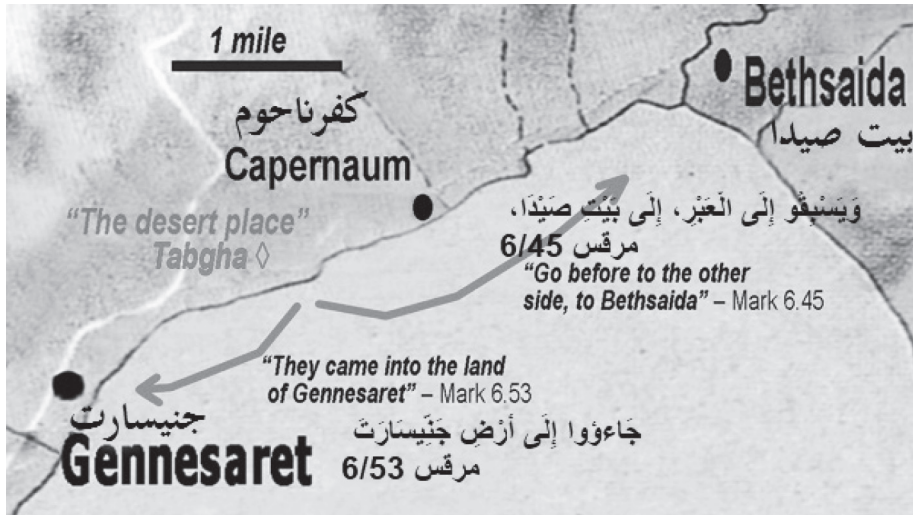 1 mile
كفرناحوم
Capernaum
Bethsaida
بيت صيدا
“The desert place”
Tabgha ◊
وَيَسْبِقُو إِلَى الْعَبْرِ، إِلَى بَيْتِ صَيْدَا،
مرقس 6/45
“Go before to the other
side, to Bethsaida” – Mark 6.45
“They came into the land
of Gennesaret” – Mark 6.53
جَاءوُوا إِلَى أرْضِ جَنِّيسَارَتَ
مرقس 6/53
جنيسارت
Gennesaret